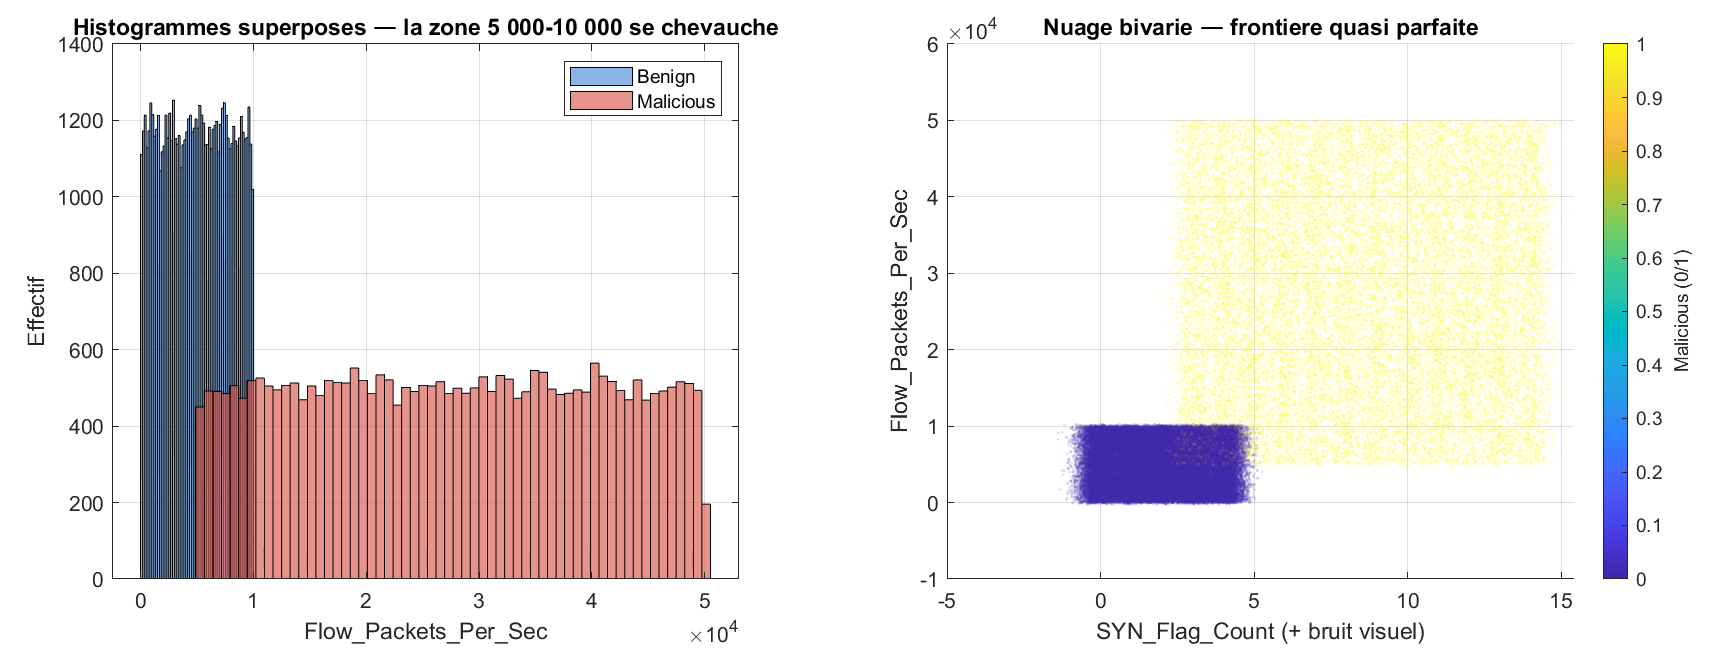 Histogrammes superposes — la zone 5 000-10 000 se chevauche
1400
1200
1000
800
600
400
200
0
Effectif
Benign
Malicious
0 1 2 3 4 5
×10^4
Flow_Packets_Per_Sec
Nuage bivarie — frontiere quasi parfaite
×10^4
6
5
4
3
2
1
0
-1
Flow_Packets_Per_Sec
-5 0 5 10 15
SYN_Flag_Count (+ bruit visuel)
1
0.9
0.8
0.7
0.6
0.5
0.4
0.3
0.2
0.1
0
Malicious (0/1)